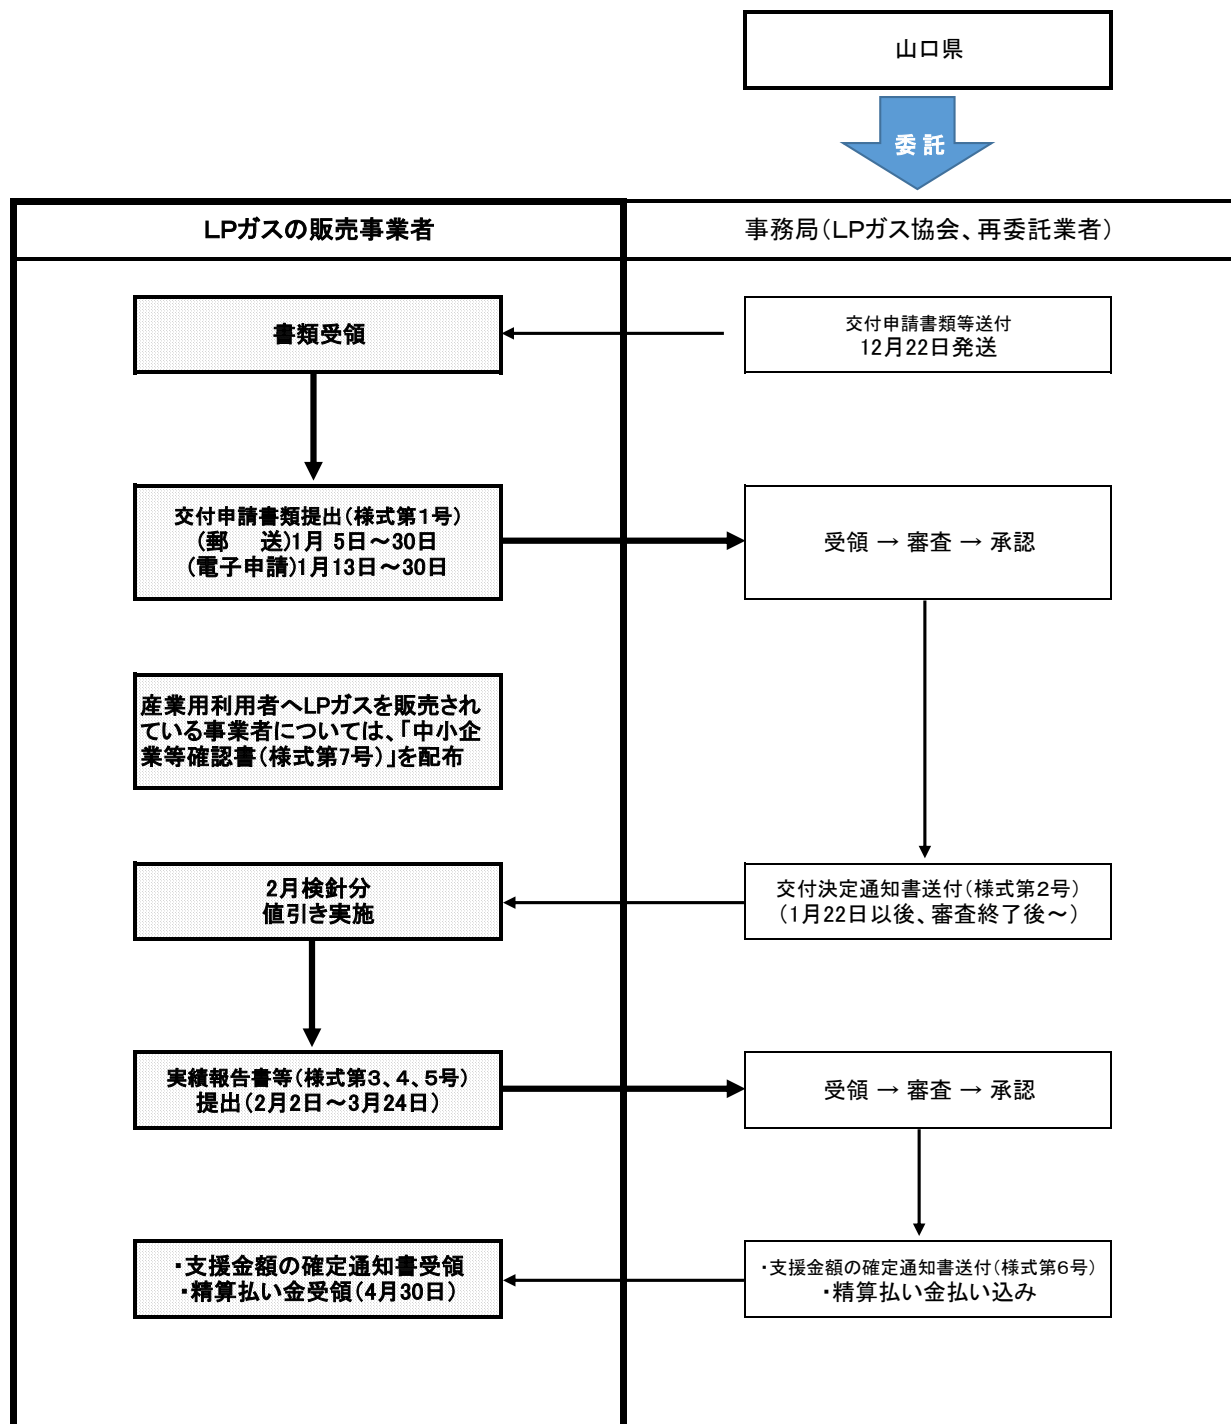 山口県
委 託
LPガスの販売事業者
事務局(LPガス協会、再委託業者)
書類受領
交付申請書類等送付
12月22日発送
交付申請書類提出(様式第1号)
(郵　送)1月 5日~30日
(電子申請)1月13日~30日
受領 → 審査 → 承認
産業用利用者へLPガスを販売され
ている事業者については、「中小企
業等確認書(様式第7号)」を配布
2月検針分
値引き実施
交付決定通知書送付(様式第2号)
(1月22日以後、審査終了後~)
実績報告書等(様式第3、4、5号)
提出(2月2日~3月24日)
受領 → 審査 → 承認
・支援金額の確定通知書受領
・精算払い金受領(4月30日)
・支援金額の確定通知書送付(様式第6号)
・精算払い金払い込み